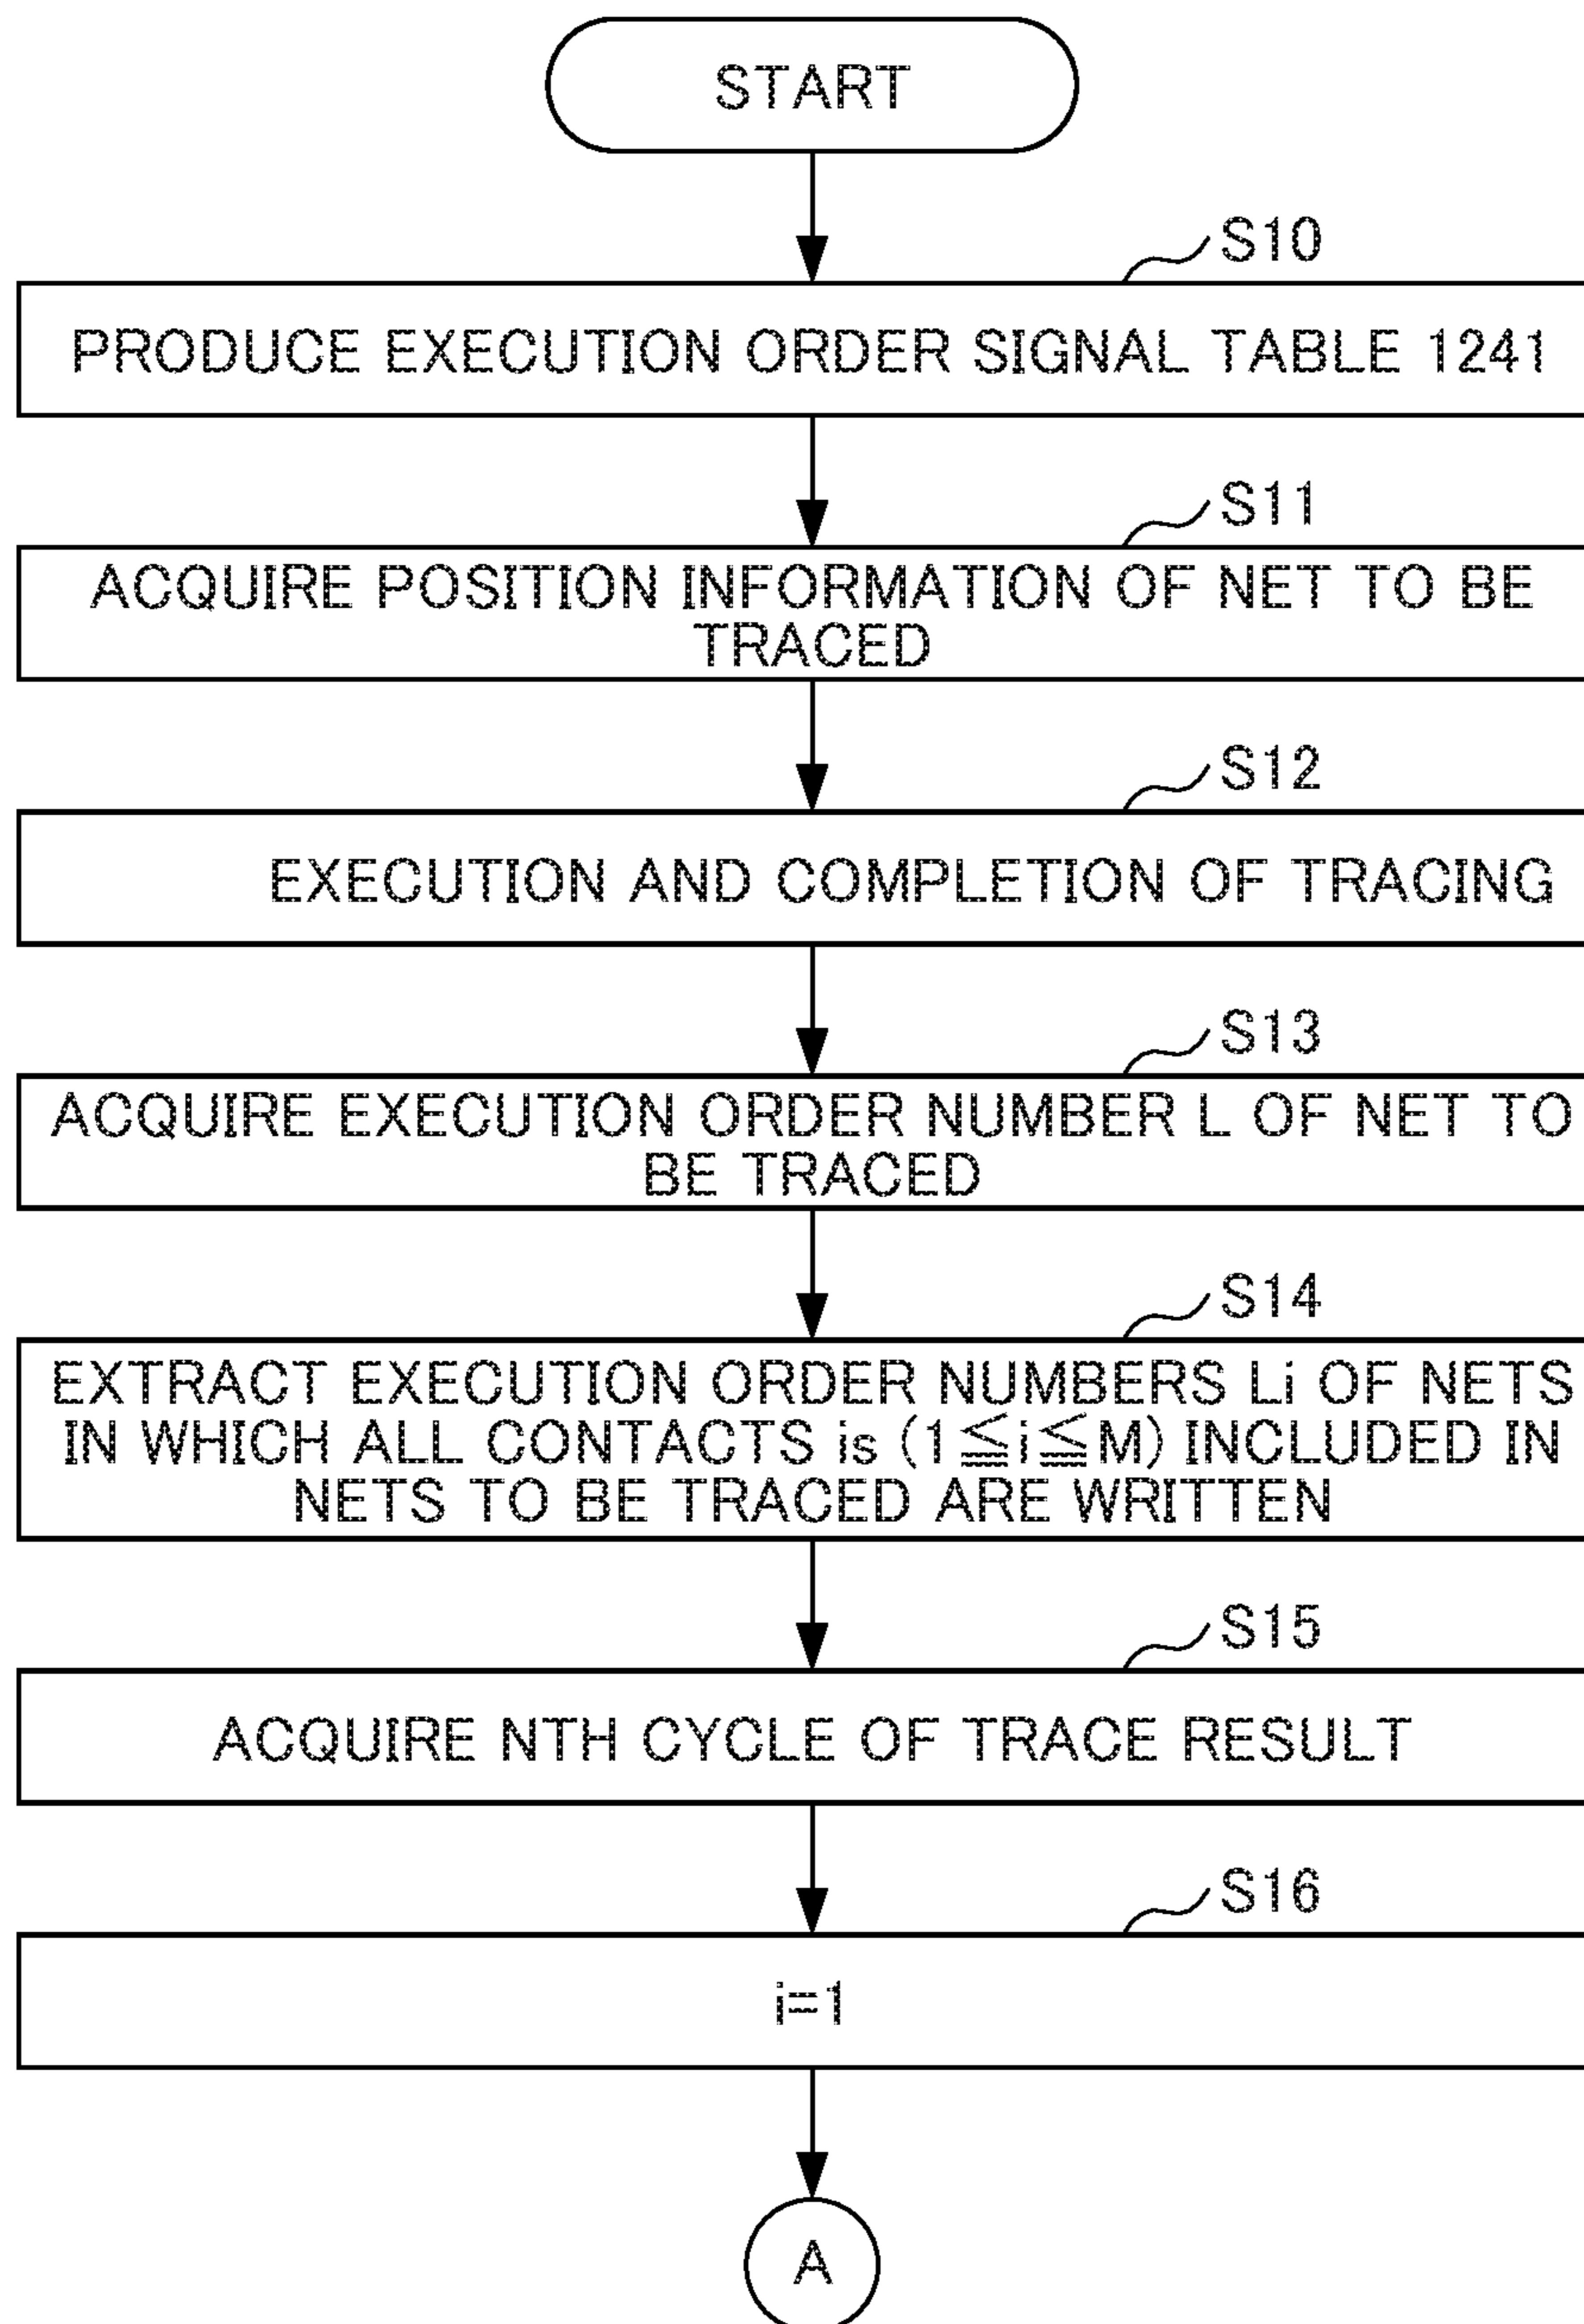 START
S10
PRODUCE EXECUTION ORDER SIGNAL TABLE 1241
S11
ACQUIRE POSITION INFORMATION OF NET TO BE
TRACED
S12
EXECUTION AND COMPLETION OF TRACING
S13
ACQUIRE EXECUTION ORDER NUMBER L OF NET TO
BE TRACED
S14
EXTRACT EXECUTION ORDER NUMBERS Li OF NETS
IN WHICH ALL CONTACTS is (1≦i≦M) INCLUDED IN
NETS TO BE TRACED ARE WRITTEN
S15
ACQUIRE NTH CYCLE OF TRACE RESULT
S16
i=1
A